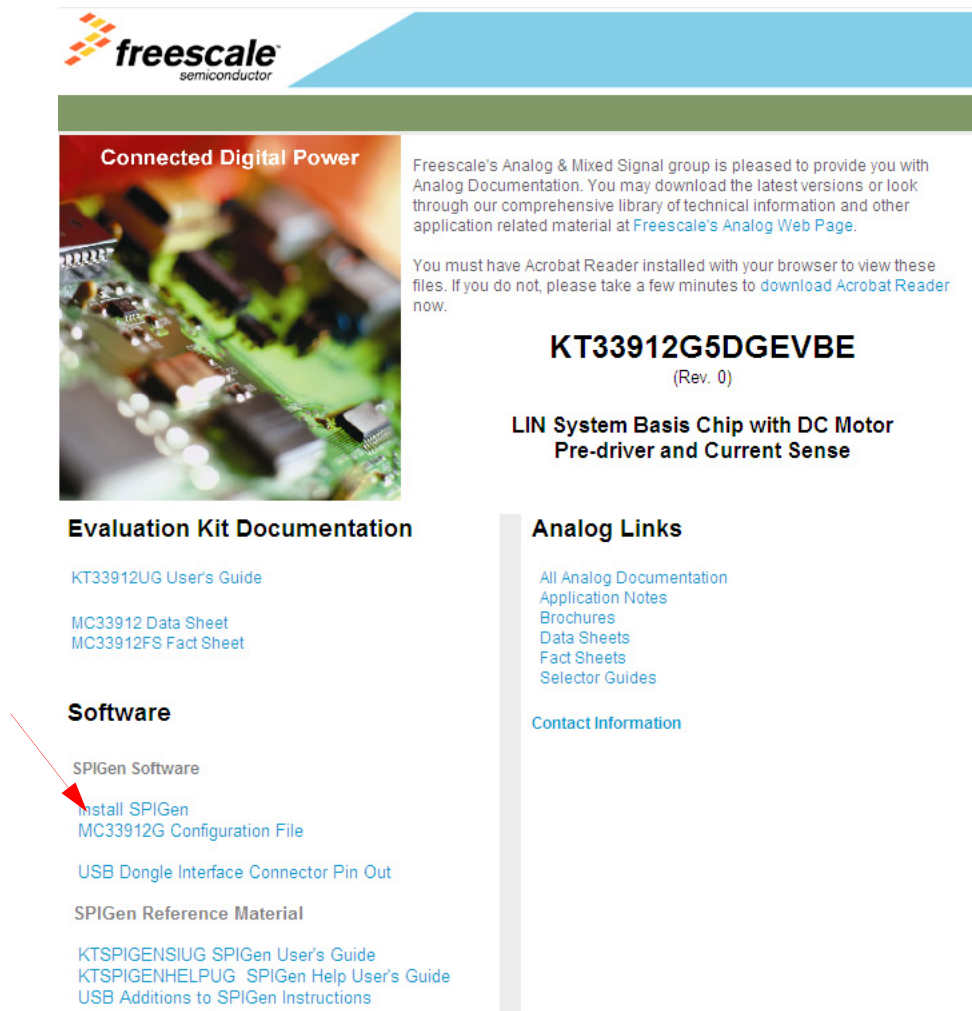 freescale
semiconductor
Connected Digital Power
Freescale's Analog & Mixed Signal group is pleased to provide you with
Analog Documentation. You may download the latest versions or look
through our comprehensive library of technical information and other
application related material at Freescale's Analog Web Page.
You must have Acrobat Reader installed with your browser to view these
files. If you do not, please take a few minutes to download Acrobat Reader
now.
KT33912G5DGEVBE
(Rev. 0)
LIN System Basis Chip with DC Motor
Pre-driver and Current Sense
Evaluation Kit Documentation
KT33912UG User's Guide
MC33912 Data Sheet
MC33912FS Fact Sheet
Software
SPIGen Software
Install SPIGen
MC33912G Configuration File
USB Dongle Interface Connector Pin Out
SPIGen Reference Material
KTSPIGENSIUG SPIGen User's Guide
KTSPIGENHELPUG SPIGen Help User's Guide
USB Additions to SPIGen Instructions
Analog Links
All Analog Documentation
Application Notes
Brochures
Data Sheets
Fact Sheets
Selector Guides
Contact Information